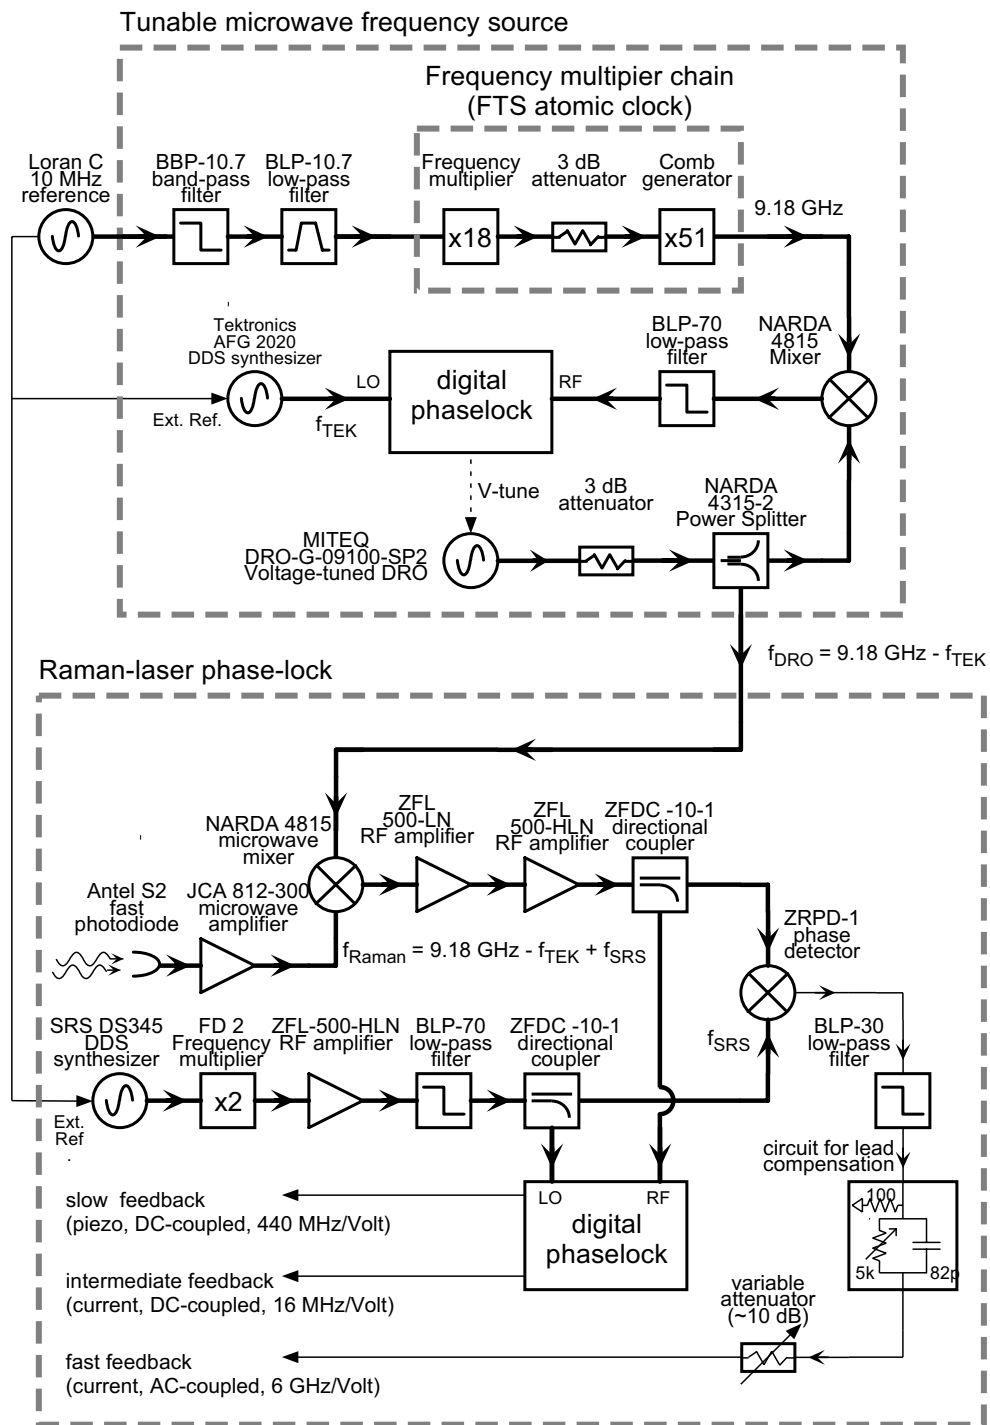 Tunable microwave frequency source
Frequency multipier chain
(FTS atomic clock)
Loran C
10 MHz
reference
BBP-10.7
band-pass
filter
BLP-10.7
low-pass
filter
Frequency
multiplier
3 dB
attenuator
Comb
generator
9.18 GHz
x18
x51
Tektronics
AFG 2020
DDS synthesizer
Ext. Ref.
fTEK
LO
digital
phaselock
RF
BLP-70
low-pass
filter
NARDA
4815
Mixer
V-tune
MITEQ
DRO-G-09100-SP2
Voltage-tuned DRO
3 dB
attenuator
NARDA
4315-2
Power Splitter
fDRO = 9.18 GHz - fTEK
Raman-laser phase-lock
NARDA 4815
microwave
mixer
ZFL
500-LN
RF amplifier
ZFL
500-HLN
RF amplifier
ZFDC -10-1
directional
coupler
Antel S2
fast
photodiode
JCA 812-300
microwave
amplifier
fRaman = 9.18 GHz - fTEK + fSRS
ZRPD-1
phase
detector
SRS DS345
DDS
synthesizer
FD 2
Frequency
multiplier
ZFL-500-HLN
RF amplifier
BLP-70
low-pass
filter
ZFDC -10-1
directional
coupler
fSRS
BLP-30
low-pass
filter
x2
Ext.
Ref
.
circuit for lead
compensation
100
5k
82p
LO
RF
digital
phaselock
slow feedback
(piezo, DC-coupled, 440 MHz/Volt)
intermediate feedback
(current, DC-coupled, 16 MHz/Volt)
variable
attenuator
(~10 dB)
fast feedback
(current, AC-coupled, 6 GHz/Volt)